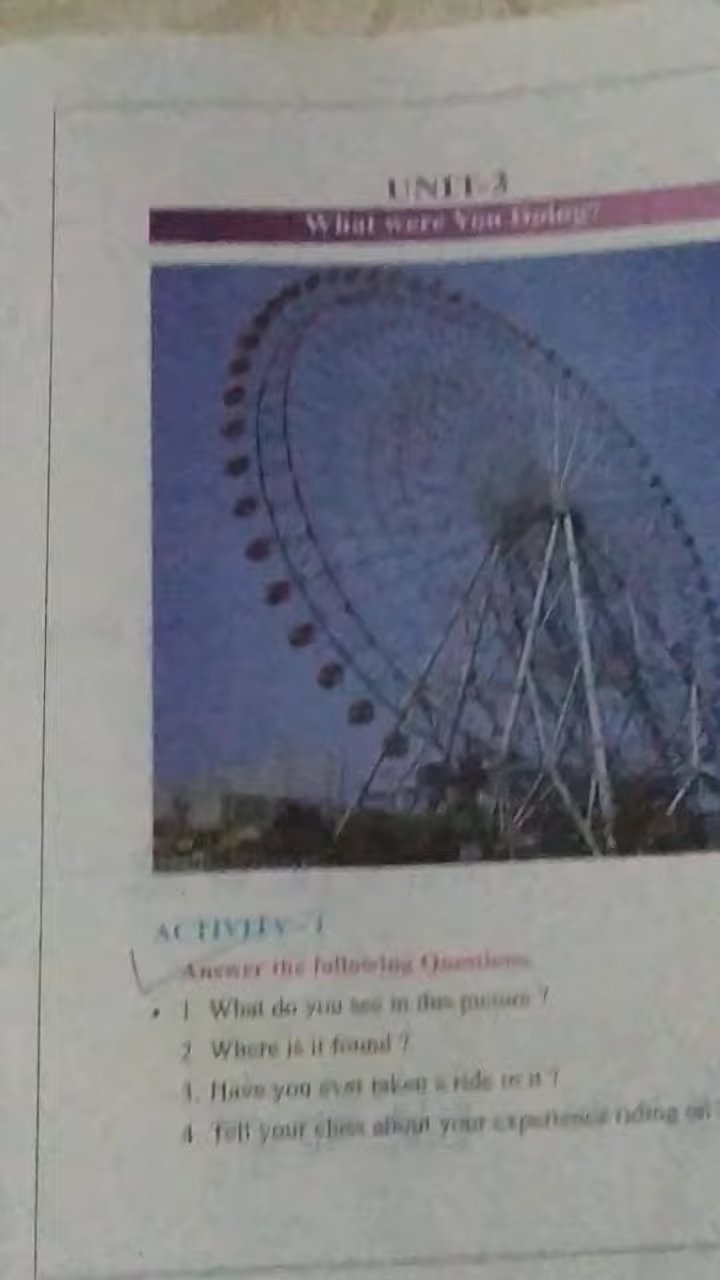 UNIT-3
What were You Doing?
ACTIVITY - 1
Answer the following Questions
1. What do you see in this picture ?
2. Where is it found ?
3. Have you ever taken a ride in it ?
4. Tell your class about your experience riding on